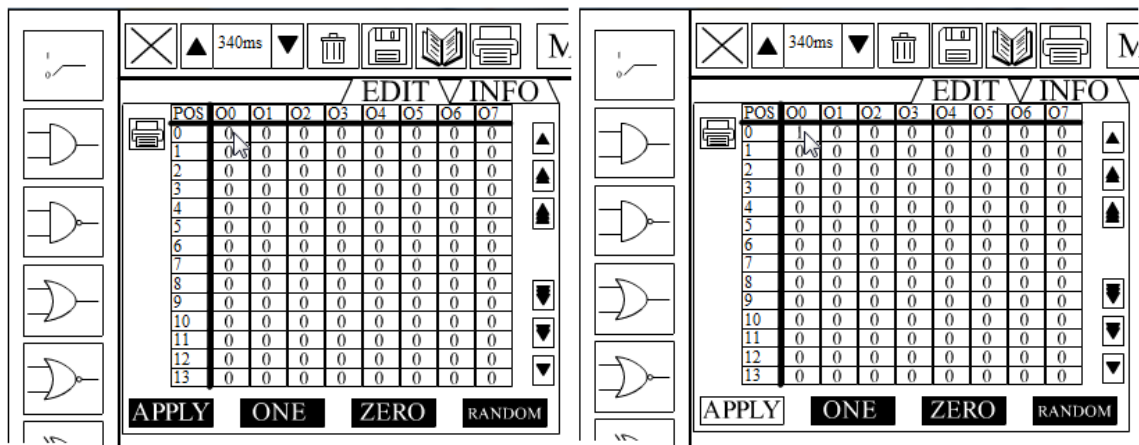 1
0
340ms
M
EDIT INFO
POS O0 O1 O2 O3 O4 O5 O6 O7
0 0 0 0 0 0 0 0 0
1 0 0 0 0 0 0 0 0
2 0 0 0 0 0 0 0 0
3 0 0 0 0 0 0 0 0
4 0 0 0 0 0 0 0 0
5 0 0 0 0 0 0 0 0
6 0 0 0 0 0 0 0 0
7 0 0 0 0 0 0 0 0
8 0 0 0 0 0 0 0 0
9 0 0 0 0 0 0 0 0
10 0 0 0 0 0 0 0 0
11 0 0 0 0 0 0 0 0
12 0 0 0 0 0 0 0 0
13 0 0 0 0 0 0 0 0
APPLY ONE ZERO RANDOM
1
0
340ms
M
EDIT INFO
POS O0 O1 O2 O3 O4 O5 O6 O7
0 1 0 0 0 0 0 0 0
1 0 0 0 0 0 0 0 0
2 0 0 0 0 0 0 0 0
3 0 0 0 0 0 0 0 0
4 0 0 0 0 0 0 0 0
5 0 0 0 0 0 0 0 0
6 0 0 0 0 0 0 0 0
7 0 0 0 0 0 0 0 0
8 0 0 0 0 0 0 0 0
9 0 0 0 0 0 0 0 0
10 0 0 0 0 0 0 0 0
11 0 0 0 0 0 0 0 0
12 0 0 0 0 0 0 0 0
13 0 0 0 0 0 0 0 0
APPLY ONE ZERO RANDOM